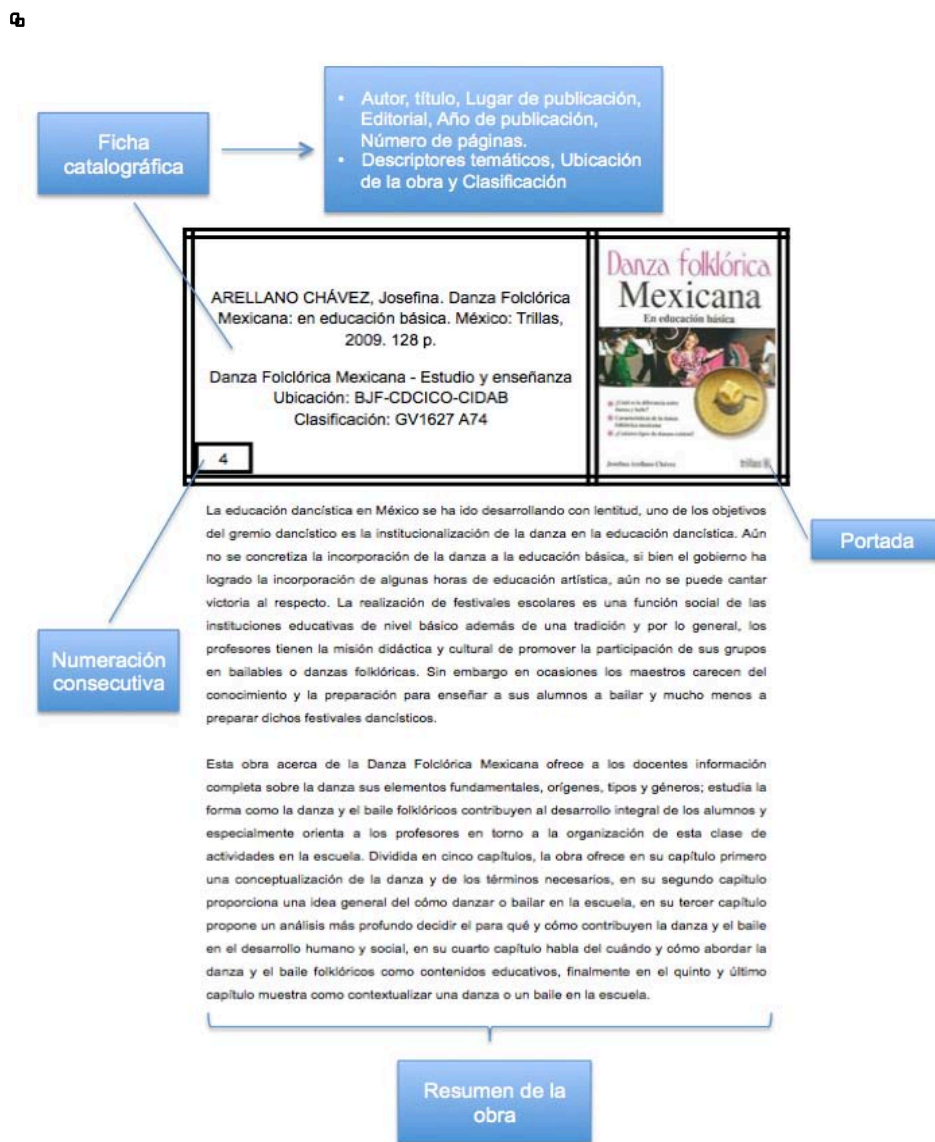 Ficha
catalográfica
• Autor, título, Lugar de publicación,
Editorial, Año de publicación,
Número de páginas.
• Descriptores temáticos, Ubicación
de la obra y Clasificación
ARELLANO CHÁVEZ, Josefina. Danza Folclórica
Mexicana: en educación básica. México: Trillas,
2009. 128 p.
Danza Folclórica Mexicana - Estudio y enseñanza
Ubicación: BJF-CDCICO-CIDAB
Clasificación: GV1627 A74
4
Danza folklórica
Mexicana
En educación básica
¿Cuál es la diferencia entre
danza y baile?
Características de la danza
folklórica mexicana
Josefina Arellano Chávez
trillas
Portada
Numeración
consecutiva
La educación dancística en México se ha ido desarrollando con lentitud, uno de los objetivos
del gremio dancístico es la institucionalización de la danza en la educación dancística. Aún
no se concretiza la incorporación de la danza a la educación básica, si bien el gobierno ha
logrado la incorporación de algunas horas de educación artística, aún no se puede cantar
victoria al respecto. La realización de festivales escolares es una función social de las
instituciones educativas de nivel básico además de una tradición y por lo general, los
profesores tienen la misión didáctica y cultural de promover la participación de sus grupos
en bailables o danzas folklóricas. Sin embargo en ocasiones los maestros carecen del
conocimiento y la preparación para enseñar a sus alumnos a bailar y mucho menos a
preparar dichos festivales dancísticos.
Esta obra acerca de la Danza Folclórica Mexicana ofrece a los docentes información
completa sobre la danza sus elementos fundamentales, orígenes, tipos y géneros; estudia la
forma como la danza y el baile folklóricos contribuyen al desarrollo integral de los alumnos y
especialmente orienta a los profesores en torno a la organización de esta clase de
actividades en la escuela. Dividida en cinco capítulos, la obra ofrece en su capítulo primero
una conceptualización de la danza y de los términos necesarios, en su segundo capítulo
proporciona una idea general del cómo danzar o bailar en la escuela, en su tercer capítulo
propone un análisis más profundo decidir el para qué y cómo contribuyen la danza y el baile
en el desarrollo humano y social, en su cuarto capítulo habla del cuándo y cómo abordar la
danza y el baile folklóricos como contenidos educativos, finalmente en el quinto y último
capítulo muestra como contextualizar una danza o un baile en la escuela.
Resumen de la
obra